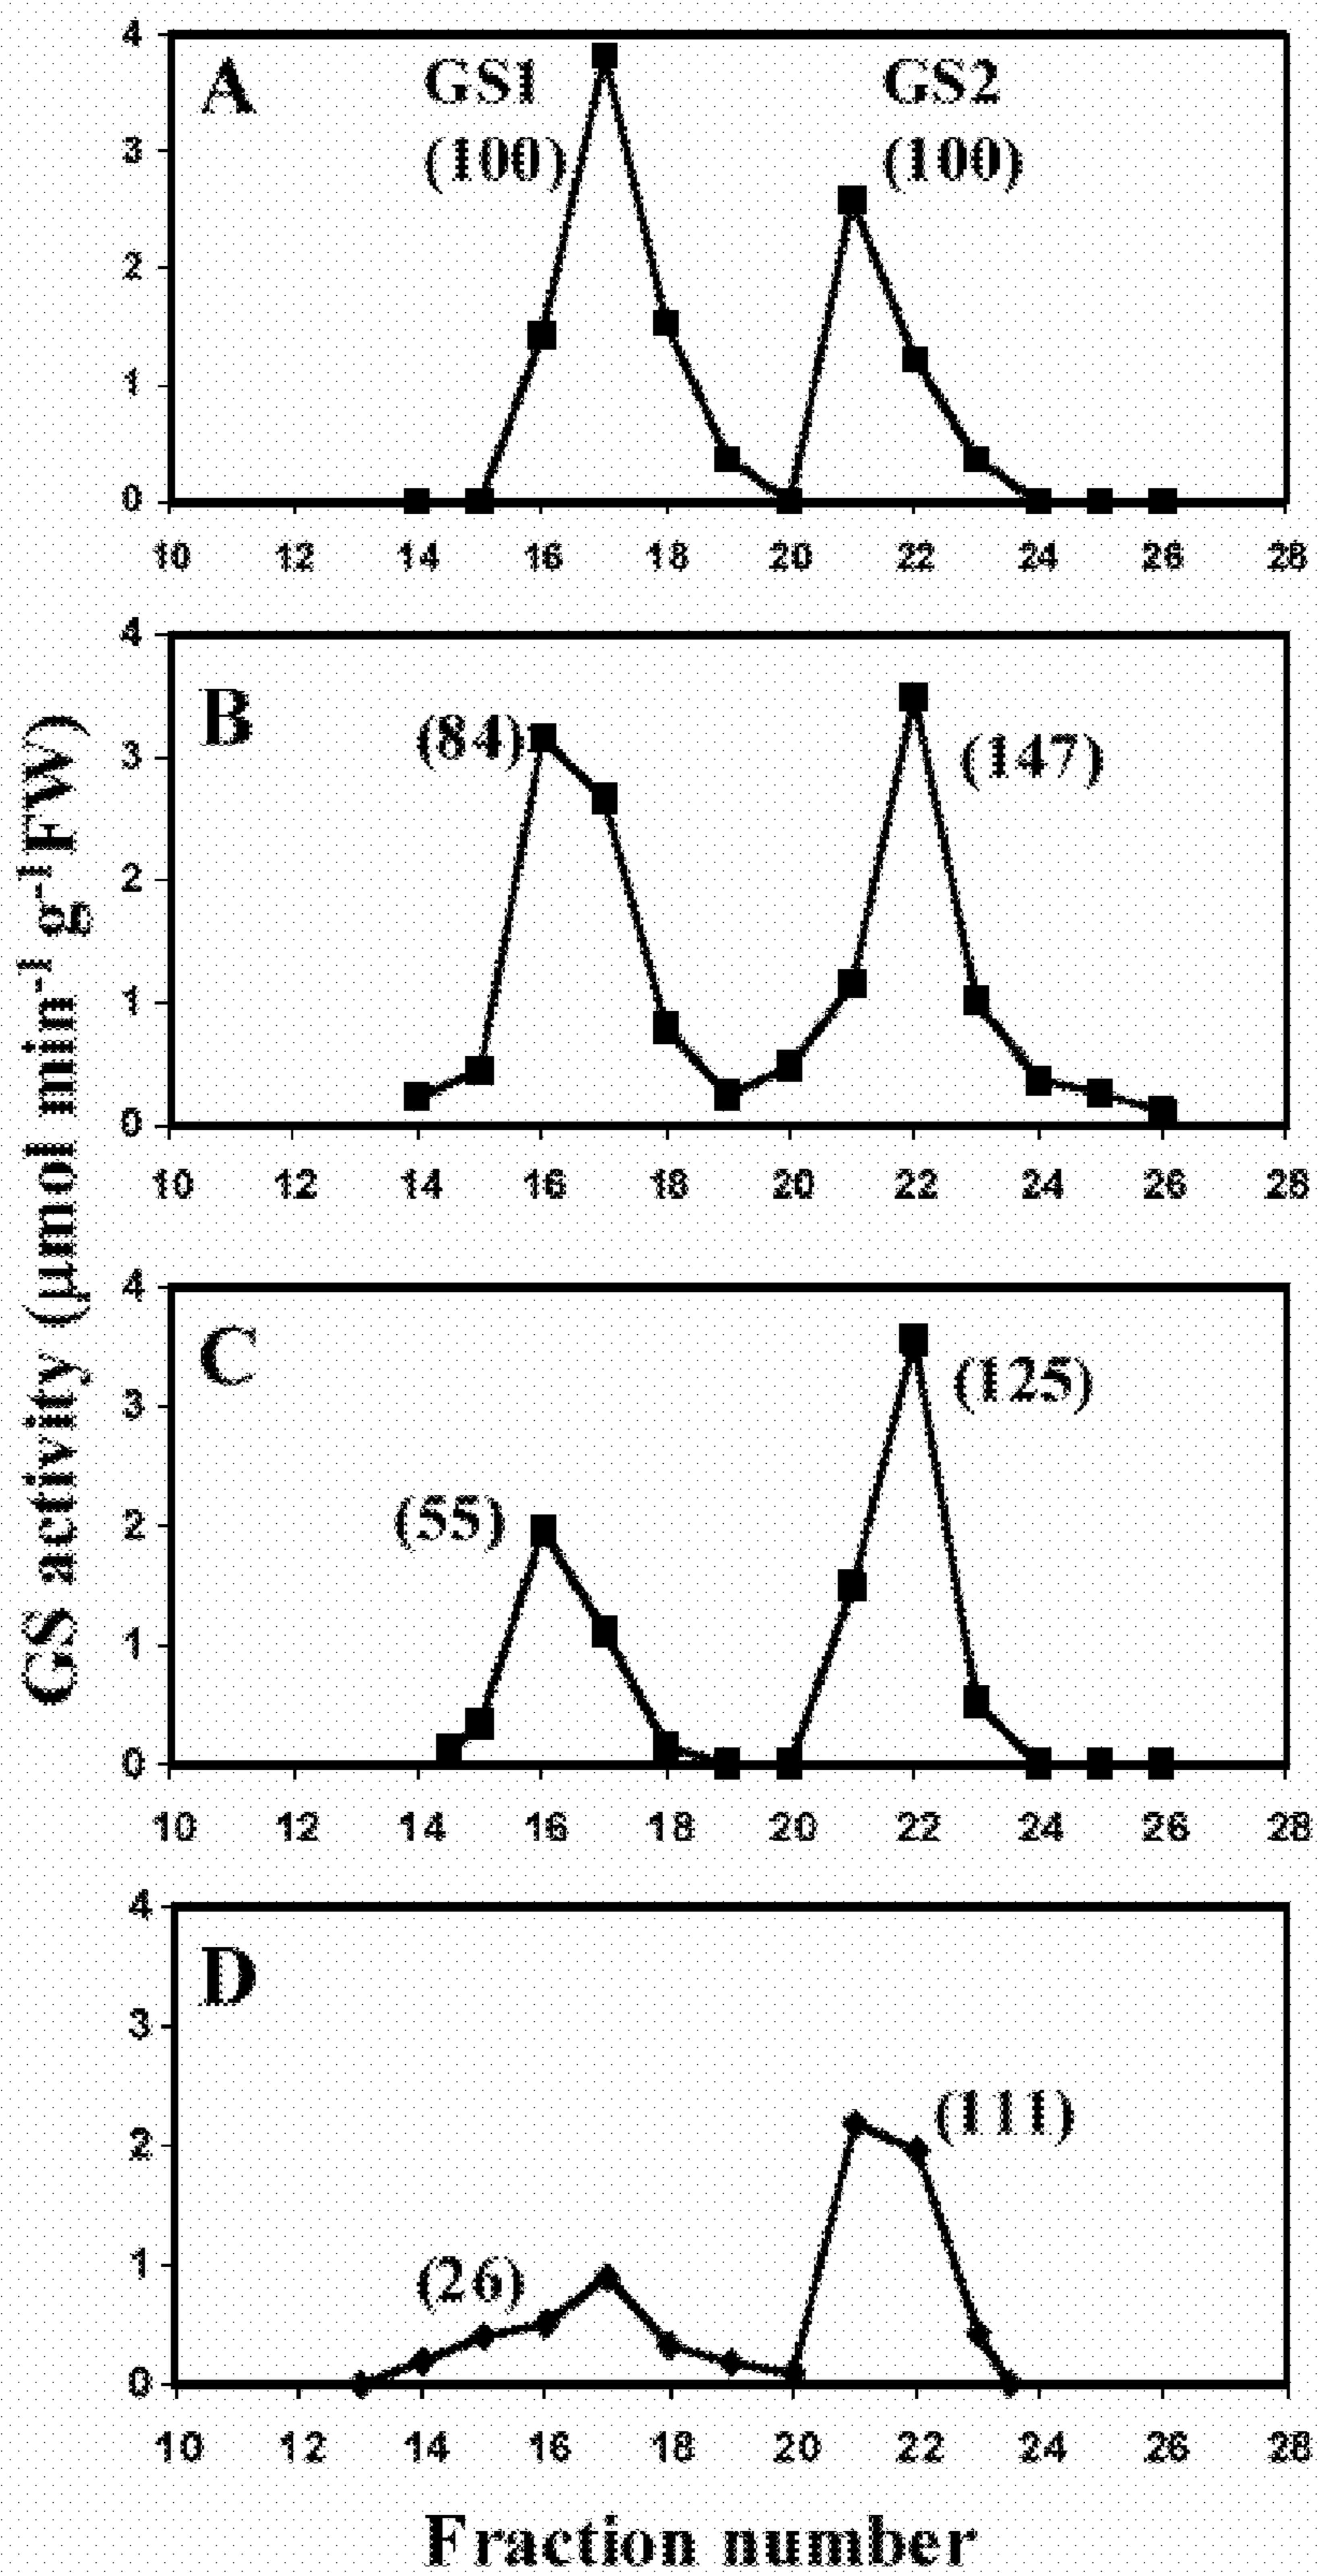 GS activity (µmol min⁻¹ g⁻¹ FW)
4
A GS1 GS2
(100) (100)
3
2
1
0
10 12 14 16 18 20 22 24 26 28
4
B (84) (147)
3
2
1
0
10 12 14 16 18 20 22 24 26 28
4
C (125)
3
(55)
2
1
0
10 12 14 16 18 20 22 24 26 28
4
D
3
(111)
2
1
(26)
0
10 12 14 16 18 20 22 24 26 28
Fraction number